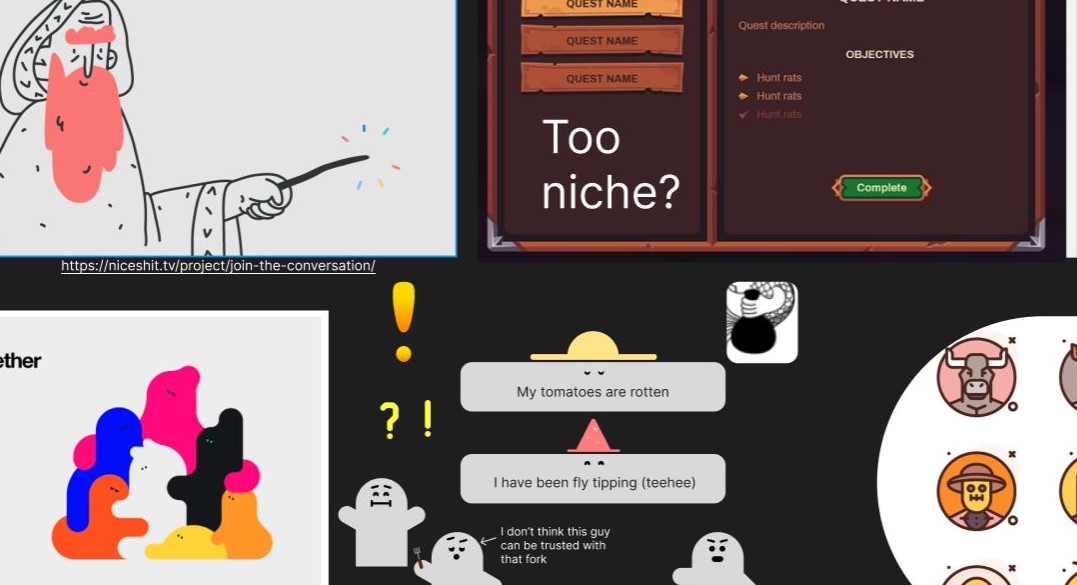 QUEST NAME
QUEST NAME
QUEST NAME
QUEST NAME
Quest description
OBJECTIVES
Hunt rats
Hunt rats
Hunt rats
Too
niche?
Complete
https://niceshit.tv/project/join-the-conversation/
ether
!
? !
My tomatoes are rotten
I have been fly tipping (teehee)
I don't think this guy
can be trusted with
that fork